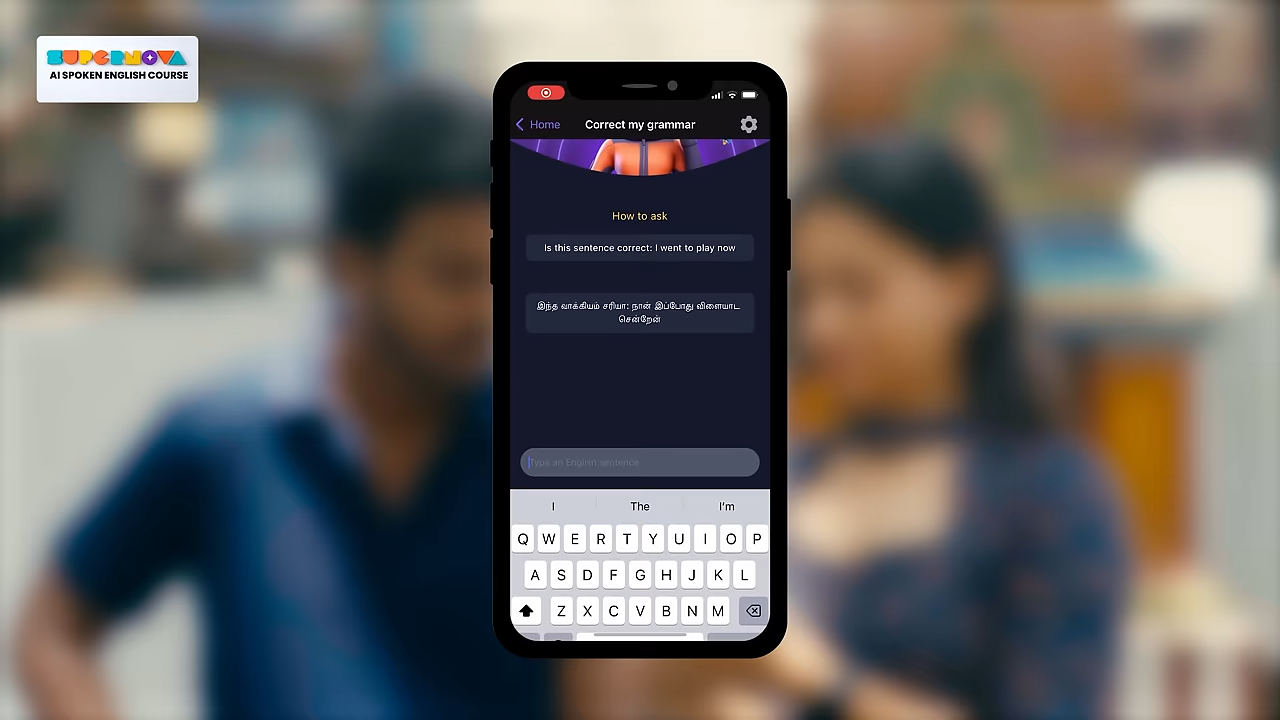 SUPERNOVA
AI SPOKEN ENGLISH COURSE
Home
Correct my grammar
How to ask
Is this sentence correct: I went to play now
இந்த வாக்கியம் சரியா: நான் இப்போது விளையாட
சென்றேன்
Type an English sentence
I The I'm
Q W E R T Y U I O P
A S D F G H J K L
Z X C V B N M